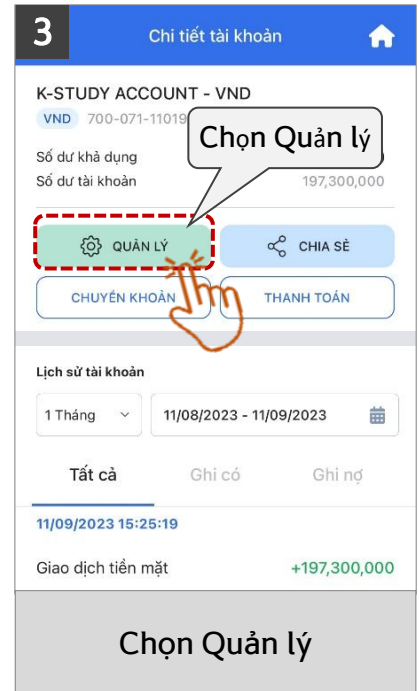 3
Chi tiết tài khoản
K-STUDY ACCOUNT - VND
VND 700-071-11019
Chọn Quản lý
Số dư khả dụng
Số dư tài khoản 197,300,000
QUẢN LÝ
CHIA SẺ
CHUYỂN KHOẢN
THANH TOÁN
Lịch sử tài khoản
1 Tháng
11/08/2023 - 11/09/2023
Tất cả Ghi có Ghi nợ
11/09/2023 15:25:19
Giao dịch tiền mặt +197,300,000
Chọn Quản lý